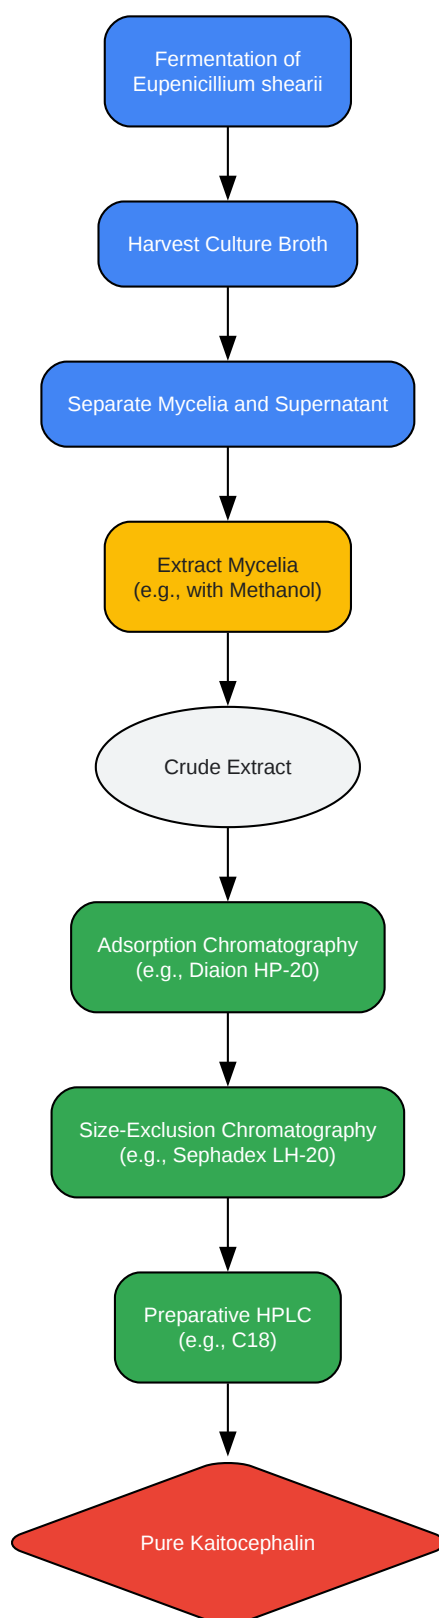 Fermentation of
Eupenicillium shearii
Harvest Culture Broth
Separate Mycelia and Supernatant
Extract Mycelia
(e.g., with Methanol)
Crude Extract
Adsorption Chromatography
(e.g., Diaion HP-20)
Size-Exclusion Chromatography
(e.g., Sephadex LH-20)
Preparative HPLC
(e.g., C18)
Pure Kaitocephalin